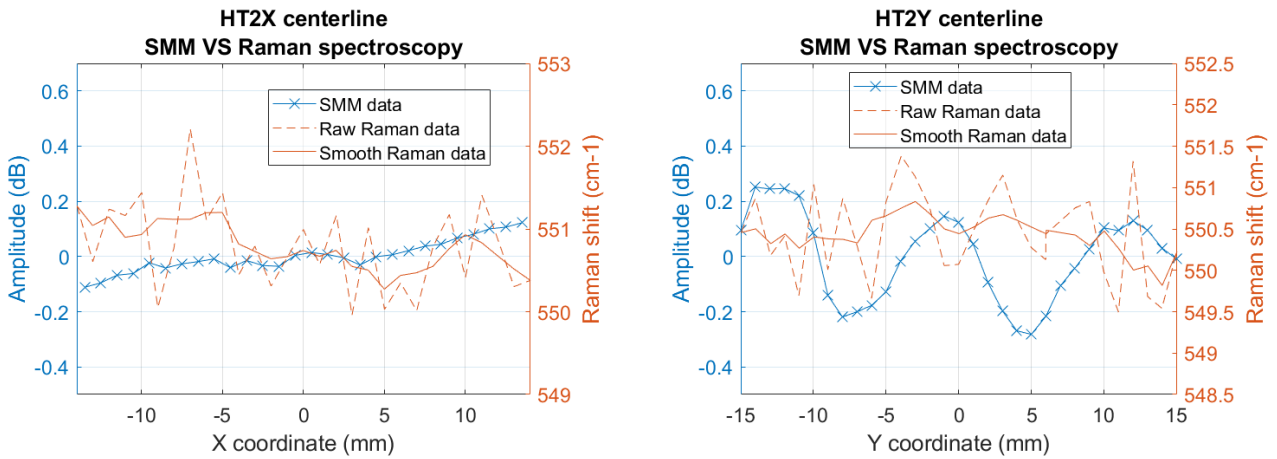 HT2X centerline
SMM VS Raman spectroscopy
0.6
0.4
0.2
0
-0.2
-0.4
Amplitude (dB)
553
552
551
550
549
Raman shift (cm-1)
SMM data
Raw Raman data
Smooth Raman data
-10
-5
0
5
10
X coordinate (mm)
HT2Y centerline
SMM VS Raman spectroscopy
0.6
0.4
0.2
0
-0.2
-0.4
Amplitude (dB)
552.5
552
551.5
551
550.5
550
549.5
549
548.5
Raman shift (cm-1)
SMM data
Raw Raman data
Smooth Raman data
-15
-10
-5
0
5
10
15
Y coordinate (mm)